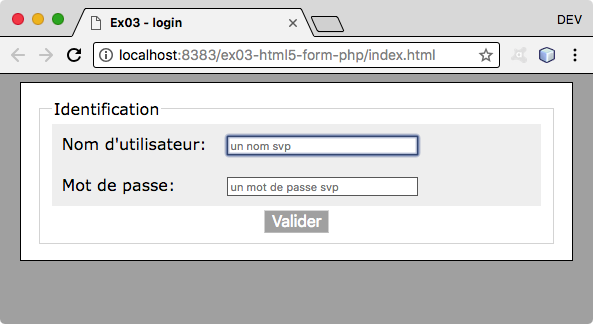 Ex03 - login
DEV
localhost:8383/ex03-html5-form-php/index.html
Identification
Nom d'utilisateur:
un nom svp
Mot de passe:
un mot de passe svp
Valider